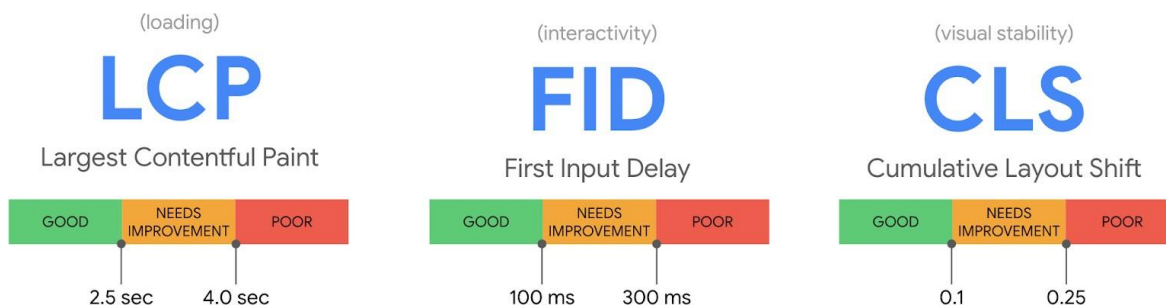 (loading)
LCP
Largest Contentful Paint
GOOD
NEEDS
IMPROVEMENT
POOR
2.5 sec
4.0 sec
(interactivity)
FID
First Input Delay
GOOD
NEEDS
IMPROVEMENT
POOR
100 ms
300 ms
(visual stability)
CLS
Cumulative Layout Shift
GOOD
NEEDS
IMPROVEMENT
POOR
0.1
0.25